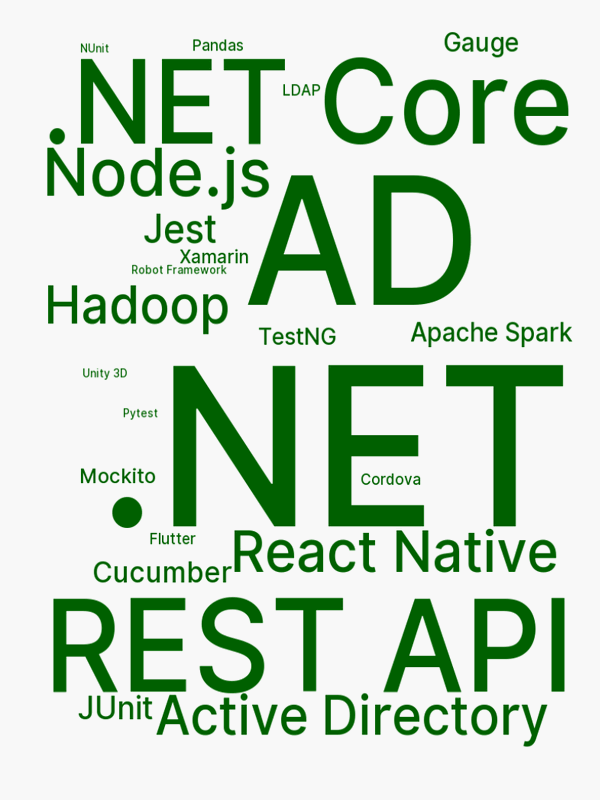 NUnit
Pandas
Gauge
.NET Core
LDAP
Node.js
AD
Jest
Xamarin
Robot Framework
Hadoop
TestNG
Apache Spark
.NET
Unity 3D
Pytest
Mockito
Cordova
Flutter
React Native
Cucumber
REST API
JUnit
Active Directory